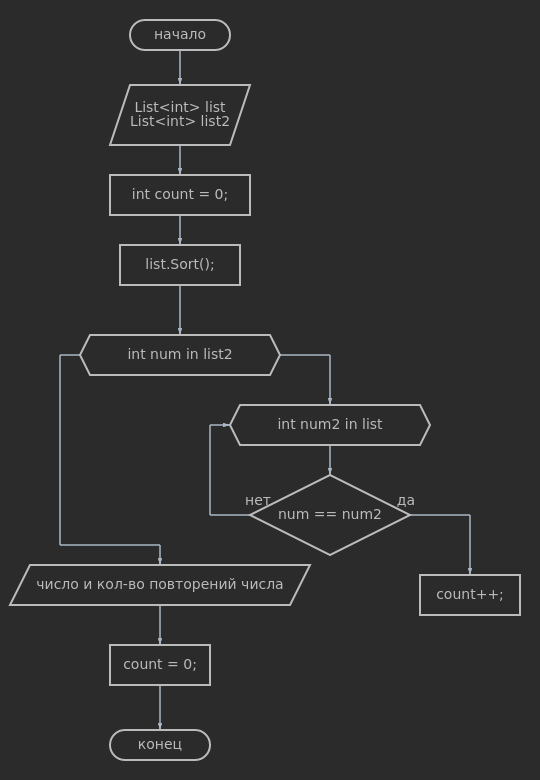 начало
List<int> list
List<int> list2
int count = 0;
list.Sort();
int num in list2
int num2 in list
нет
да
num == num2
число и кол-во повторений числа
count++;
count = 0;
конец